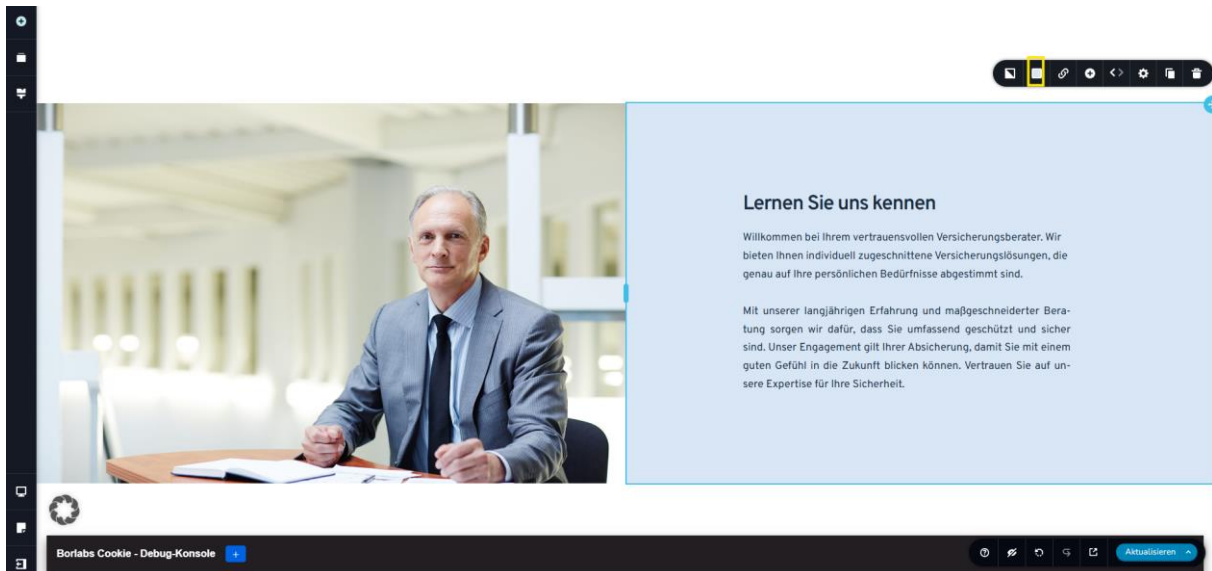 Lernen Sie uns kennen
Willkommen bei Ihrem vertrauensvollen Versicherungsberater. Wir
bieten Ihnen individuell zugeschnittene Versicherungslösungen, die
genau auf Ihre persönlichen Bedürfnisse abgestimmt sind.
Mit unserer langjährigen Erfahrung und maßgeschneiderter Bera-
tung sorgen wir dafür, dass Sie umfassend geschützt und sicher
sind. Unser Engagement gilt Ihrer Absicherung, damit Sie mit einem
guten Gefühl in die Zukunft blicken können. Vertrauen Sie auf un-
sere Expertise für Ihre Sicherheit.
Borlabs Cookie - Debug-Konsole
Aktualisieren